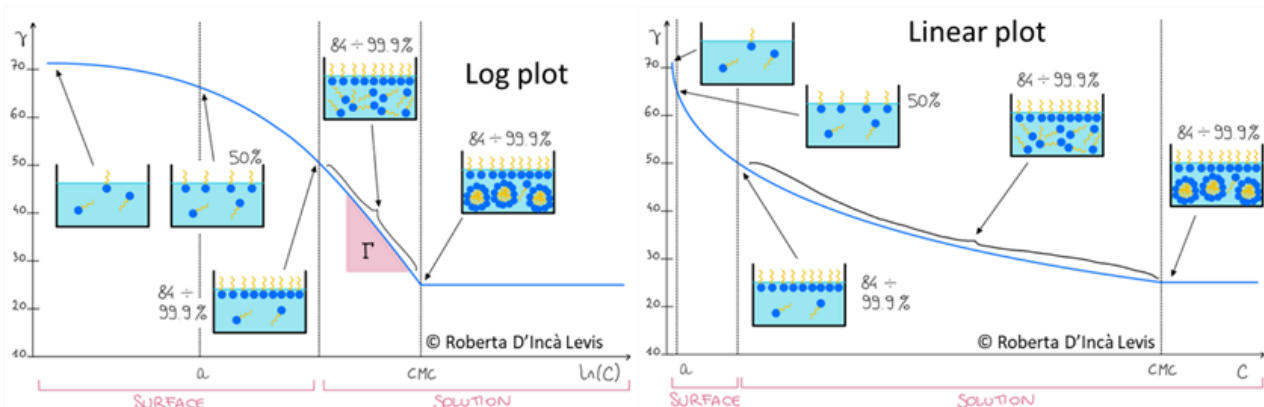 γ
70
60
50
40
30
20
10
Log plot
50%
84 ÷ 99.9%
84 ÷ 99.9%
84 ÷
99.9%
Γ
© Roberta D'Incà Levis
a
CMC
ln(C)
SURFACE
SOLUTION
γ
70
60
50
40
30
20
10
Linear plot
50%
84 ÷ 99.9%
84 ÷ 99.9%
84 ÷
99.9%
© Roberta D'Incà Levis
a
CMC
C
SURFACE
SOLUTION